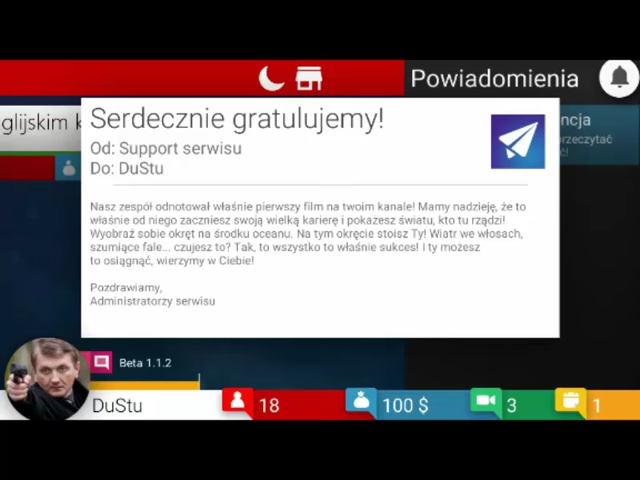 Powiadomienia
glijskim k
ncja
przeczytać
ć!
Serdecznie gratulujemy!
Od: Support serwisu
Do: DuStu
Nasz zespół odnotował właśnie pierwszy film na twoim kanale! Mamy nadzieję, że to
właśnie od niego zaczniesz swoją wielką karierę i pokażesz światu, kto tu rządzi!
Wyobraź sobie okręt na środku oceanu. Na tym okręcie stoisz Ty! Wiatr we włosach,
szumiące fale... czujesz to? Tak, to wszystko to właśnie sukces! I ty możesz
to osiągnąć, wierzymy w Ciebie!
Pozdrawiamy,
Administratorzy serwisu
Beta 1.1.2
DuStu
18
100 $
3
1